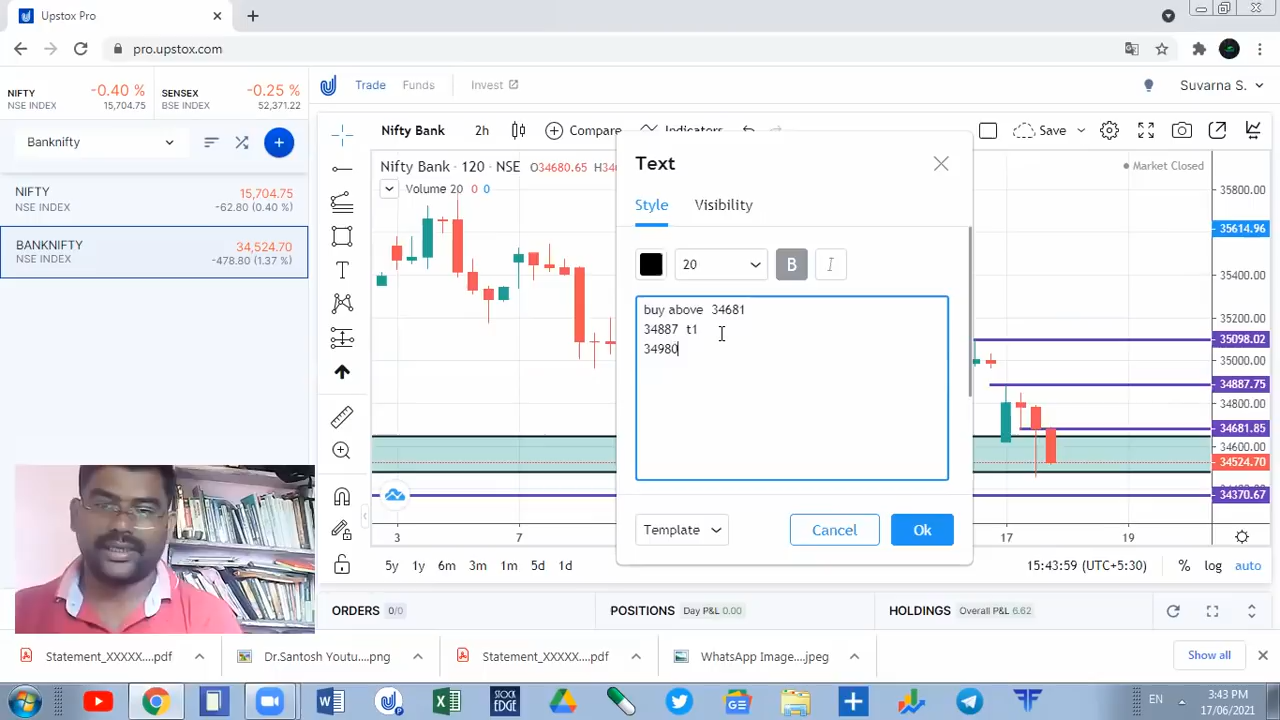 Upstox Pro
pro.upstox.com
NIFTY -0.40 %
NSE INDEX 15,704.75
SENSEX -0.25 %
BSE INDEX 52,371.22
Trade Funds Invest
Suvarna S.
Banknifty
NIFTY 15,704.75
NSE INDEX -62.80 (0.40 %)
BANKNIFTY 34,524.70
NSE INDEX -478.80 (1.37 %)
Nifty Bank 2h Compare Indicators Save
Nifty Bank · 120 · NSE O34680.65
Market Closed
Volume 20 0 0
Text
Style Visibility
20 B I
buy above 34681
34887 t1
34980
Template Cancel Ok
35800.00
35614.96
35400.00
35200.00
35098.02
35000.00
34887.75
34800.00
34681.85
34600.00
34524.70
34370.67
3 7 17 19
5y 1y 6m 3m 1m 5d 1d
15:43:59 (UTC+5:30) % log auto
ORDERS 0/0 POSITIONS Day P&L 0.00 HOLDINGS Overall P&L 6.62
Statement_XXXXX....pdf Dr.Santosh Youtu....png Statement_XXXXX....pdf WhatsApp Image....jpeg Show all
STOCK EDGE
EN 3:43 PM
17/06/2021